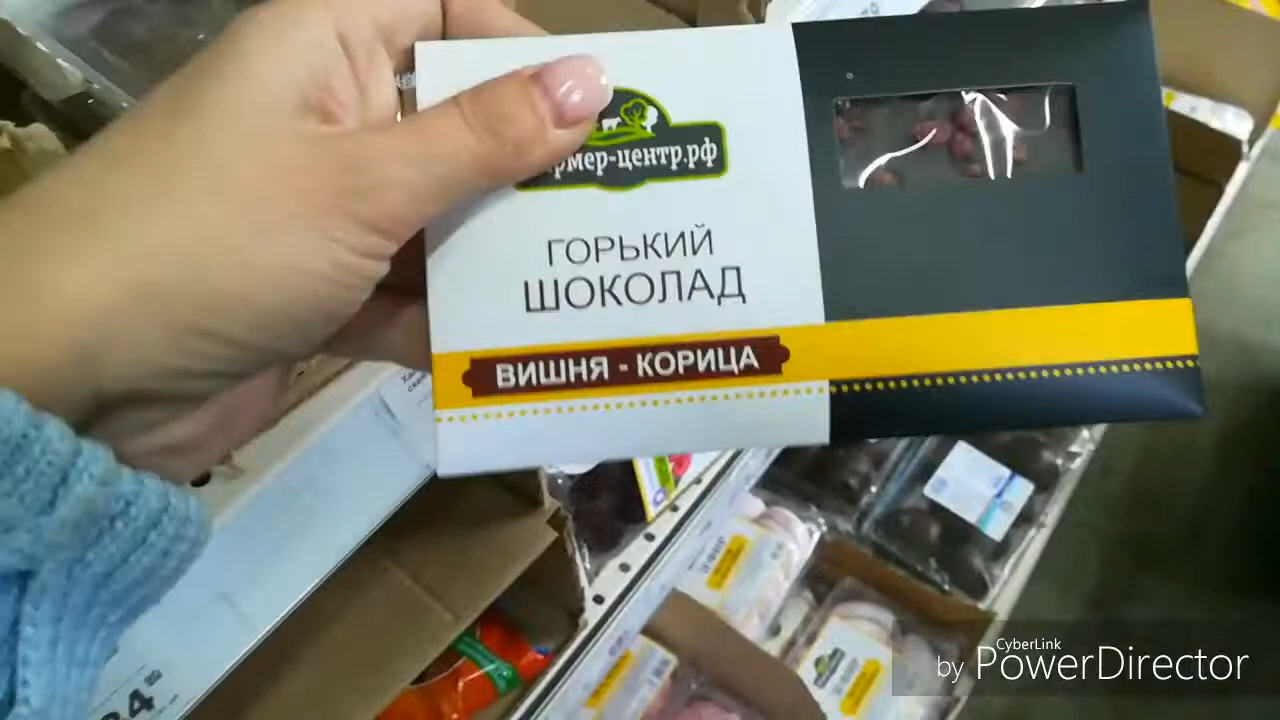 рмер-центр.рф
ГОРЬКИЙ
ШОКОЛАД
ВИШНЯ - КОРИЦА
CyberLink
by PowerDirector